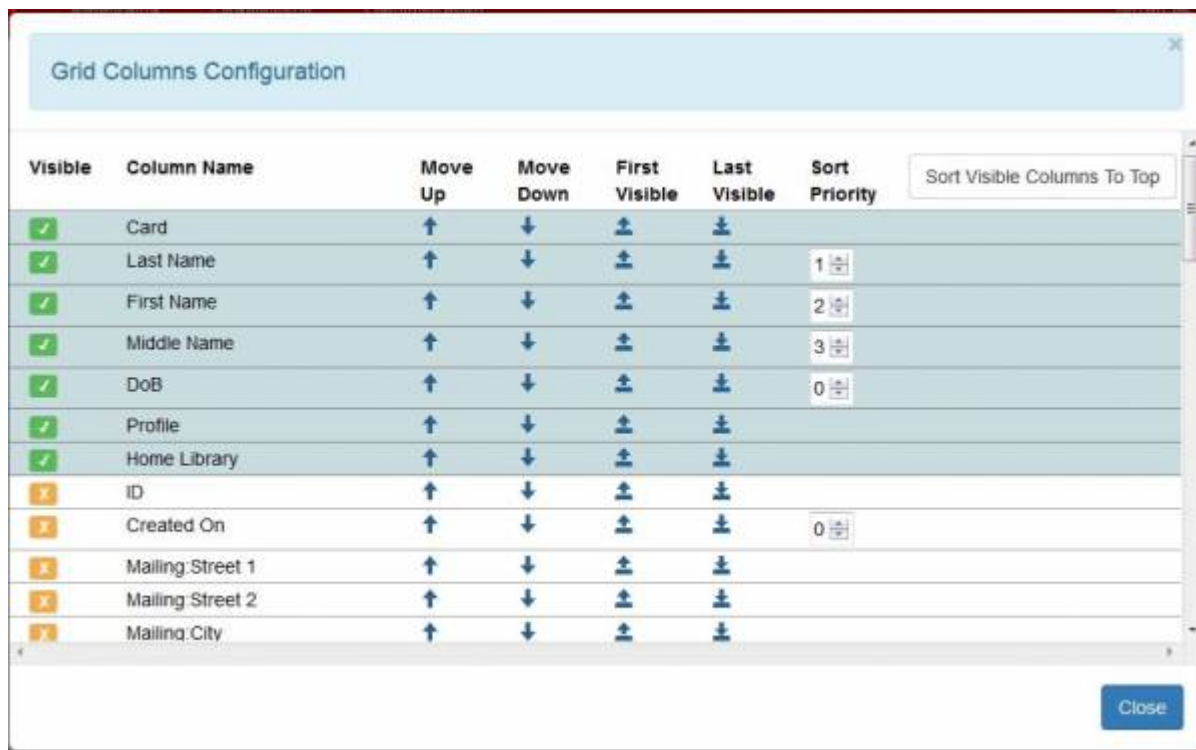 Grid Columns Configuration
×
Visible Column Name Move Up Move Down First Visible Last Visible Sort Priority Sort Visible Columns To Top
Card
Last Name 1
First Name 2
Middle Name 3
DoB 0
Profile
Home Library
X ID
X Created On 0
X Mailing:Street 1
X Mailing:Street 2
X Mailing:City
Close